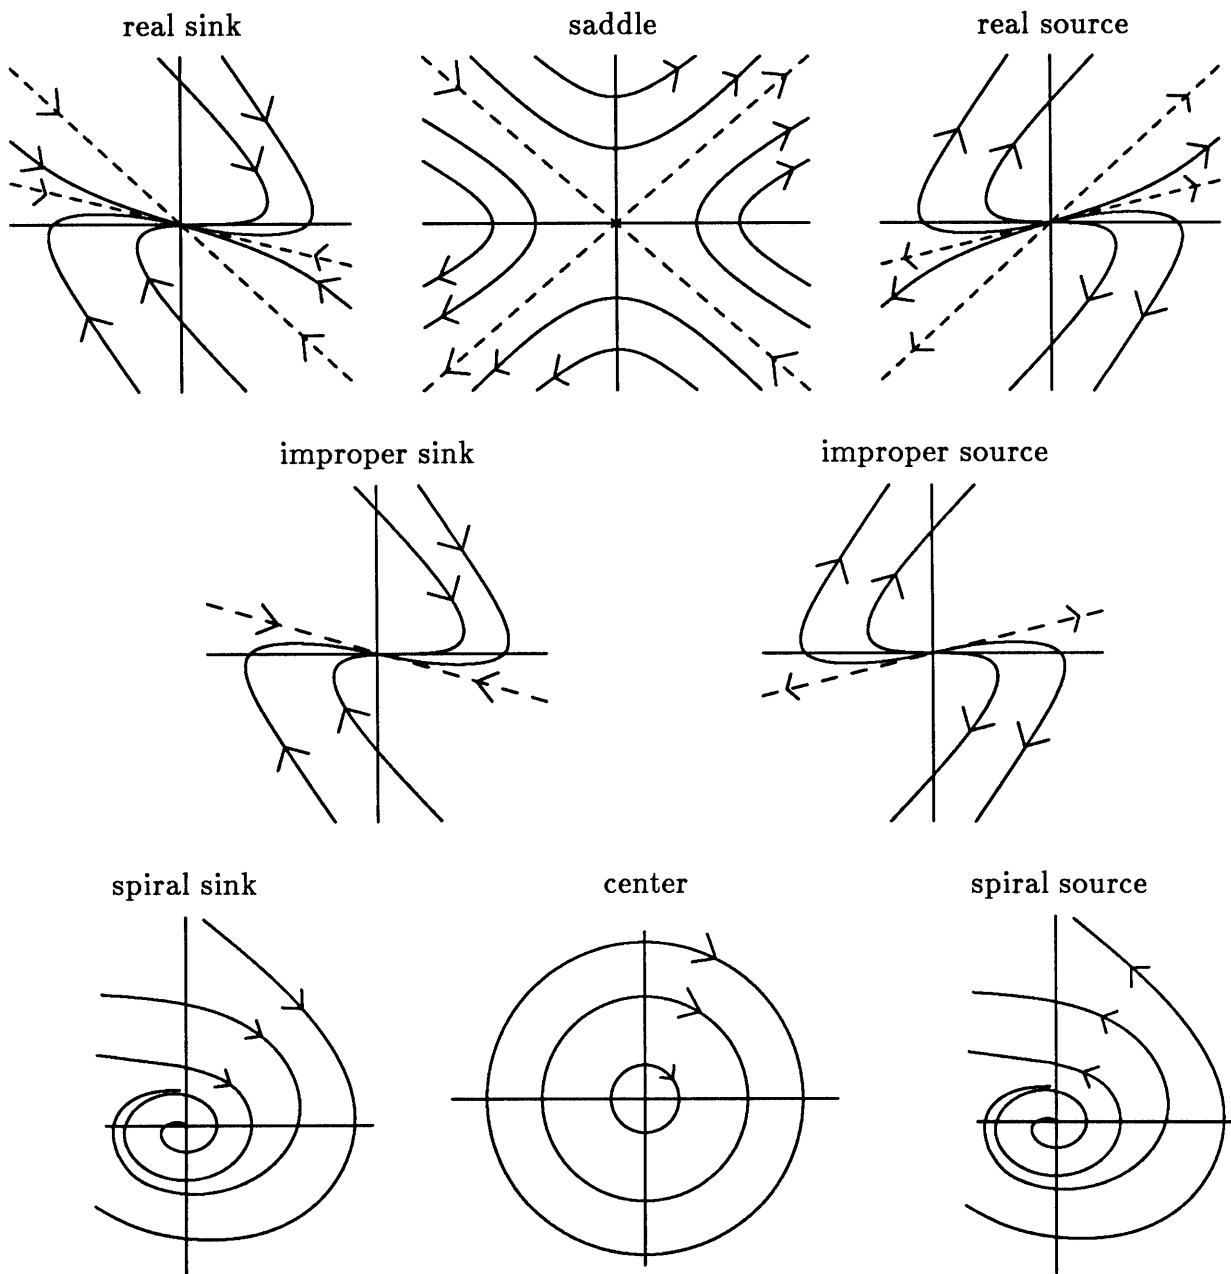 real sink
saddle
real source
improper sink
improper source
spiral sink
center
spiral source